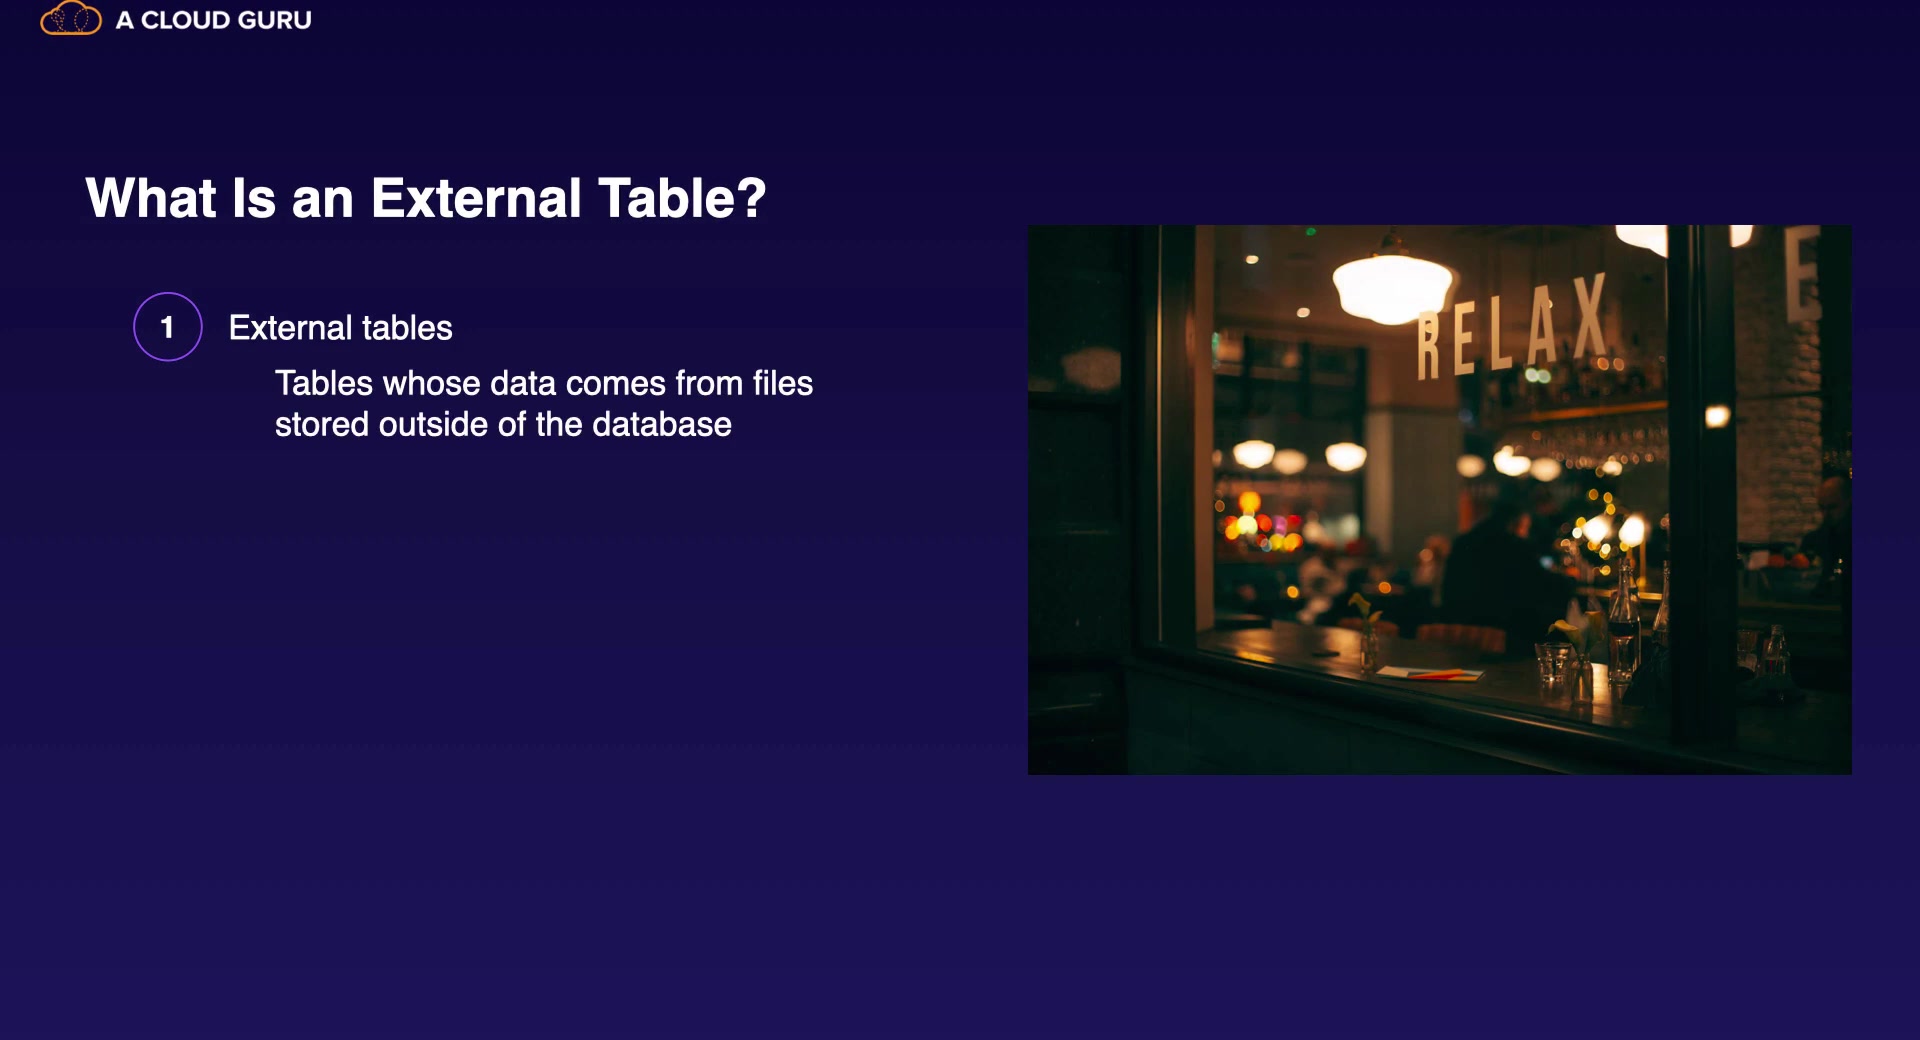 A CLOUD GURU
What Is an External Table?
1 External tables
Tables whose data comes from files
stored outside of the database
RELAX
E